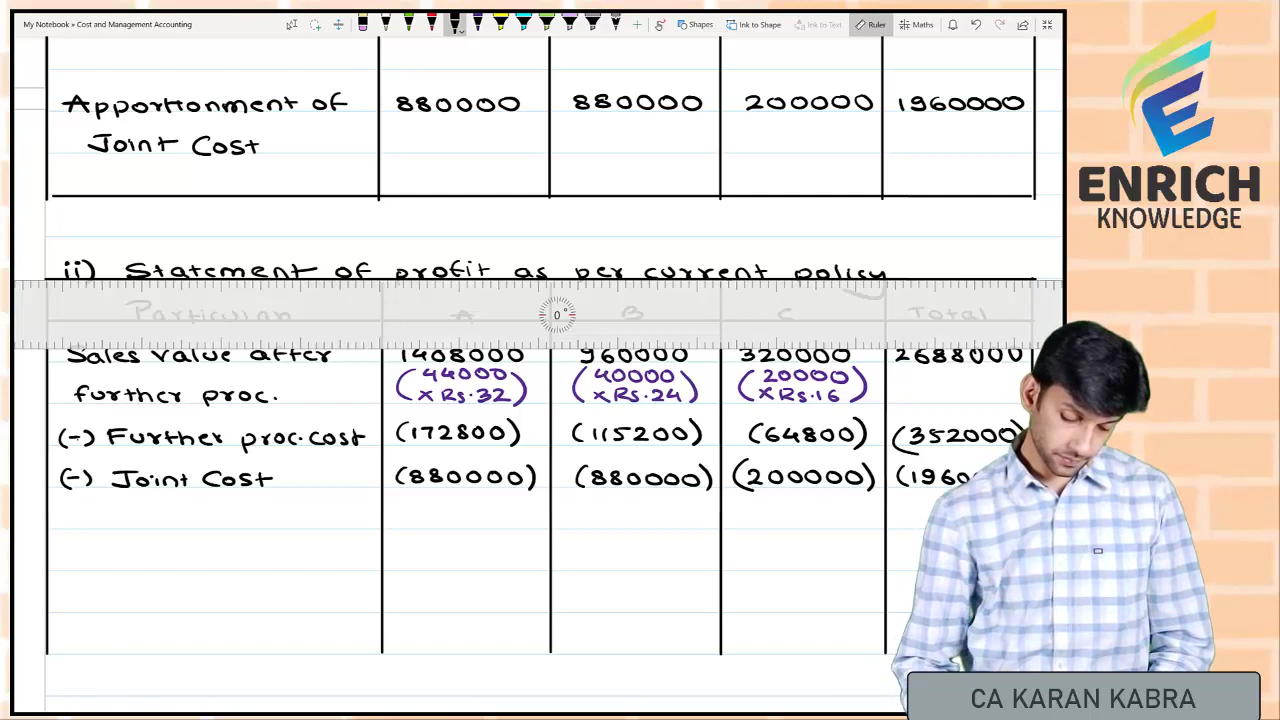 My Notebook » Cost and Management Accounting
Shapes Ink to Shape Ink to Text Ruler Maths
Apportionment of 880000 880000 200000 1960000
Joint Cost
ii) Statement of profit as per current policy
Particular A B C Total
Sales value after 1408000 960000 320000 2688000
further proc. (44000 × Rs.32) (40000 × Rs.24) (20000 × Rs.16)
(-) Further proc. cost (172800) (115200) (64800) (352000)
(-) Joint Cost (880000) (880000) (200000)
0°
ENRICH
KNOWLEDGE
CA KARAN KABRA